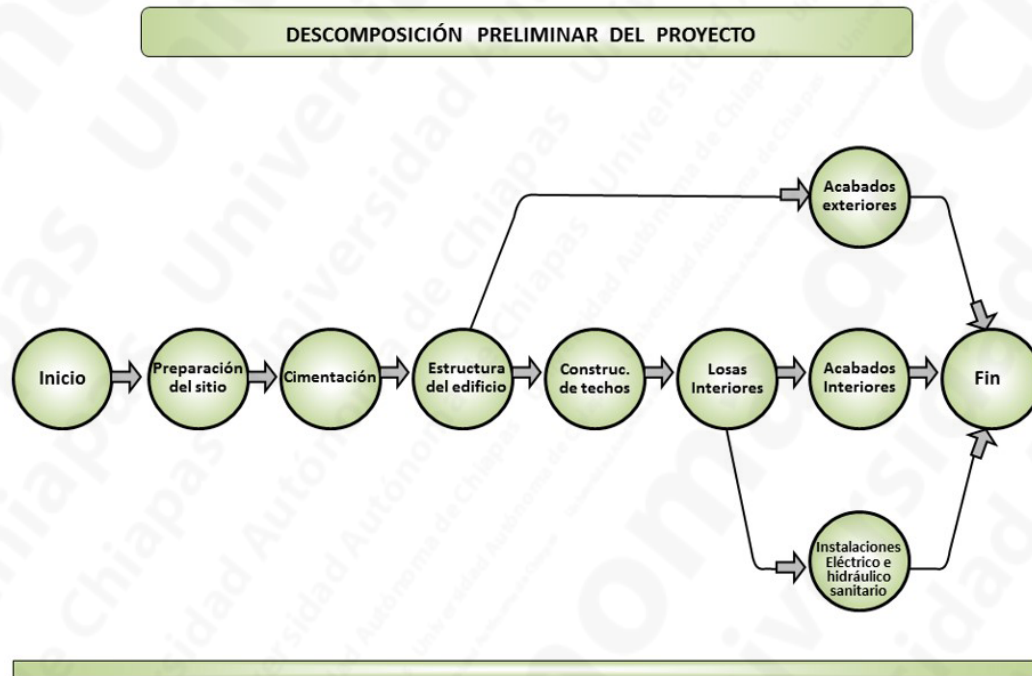 DESCOMPOSICIÓN PRELIMINAR DEL PROYECTO
Acabados
exteriores
Inicio
Preparación
del sitio
Cimentación
Estructura
del edificio
Construc.
de techos
Losas
Interiores
Acabados
Interiores
Fin
Instalaciones
Eléctrico e
hidráulico
sanitario